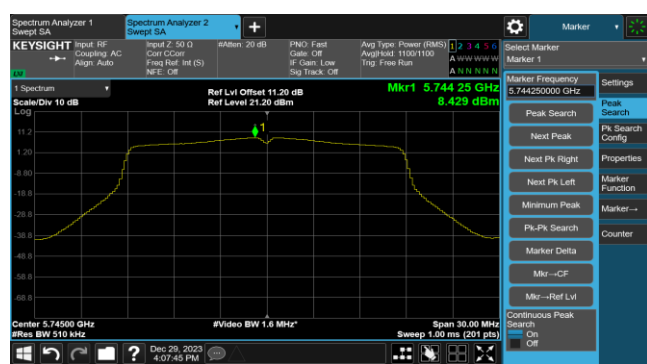 Spectrum Analyzer 1
Swept SA
Spectrum Analyzer 2
Swept SA
+
Marker
KEYSIGHT
Input: RF
Coupling: AC
Align: Auto
Input Z: 50 Ω
Corr CCorr
Freq Ref: Int (S)
NFE: Off
#Atten: 20 dB
PNO: Fast
Gate: Off
IF Gain: Low
Sig Track: Off
Avg Type: Power (RMS)
Avg|Hold: 1100/1100
Trig: Free Run
1 2 3 4 5 6
A W W W W W
A N N N N N
LXI
1 Spectrum
Scale/Div 10 dB
Log
Ref Lvl Offset 11.20 dB
Ref Level 21.20 dBm
Mkr1 5.744 25 GHz
8.429 dBm
1
11.2
1.20
-8.80
-18.8
-28.8
-38.8
-48.8
-58.8
-68.8
Center 5.74500 GHz
#Res BW 510 kHz
#Video BW 1.6 MHz*
Span 30.00 MHz
Sweep 1.00 ms (201 pts)
Select Marker
Marker 1
Marker Frequency
5.744250000 GHz
Peak Search
Next Peak
Next Pk Right
Next Pk Left
Minimum Peak
Pk-Pk Search
Marker Delta
Mkr→CF
Mkr→Ref Lvl
Continuous Peak
Search
On
Off
Settings
Peak
Search
Pk Search
Config
Properties
Marker
Function
Marker→
Counter
?
Dec 29, 2023
4:07:45 PM